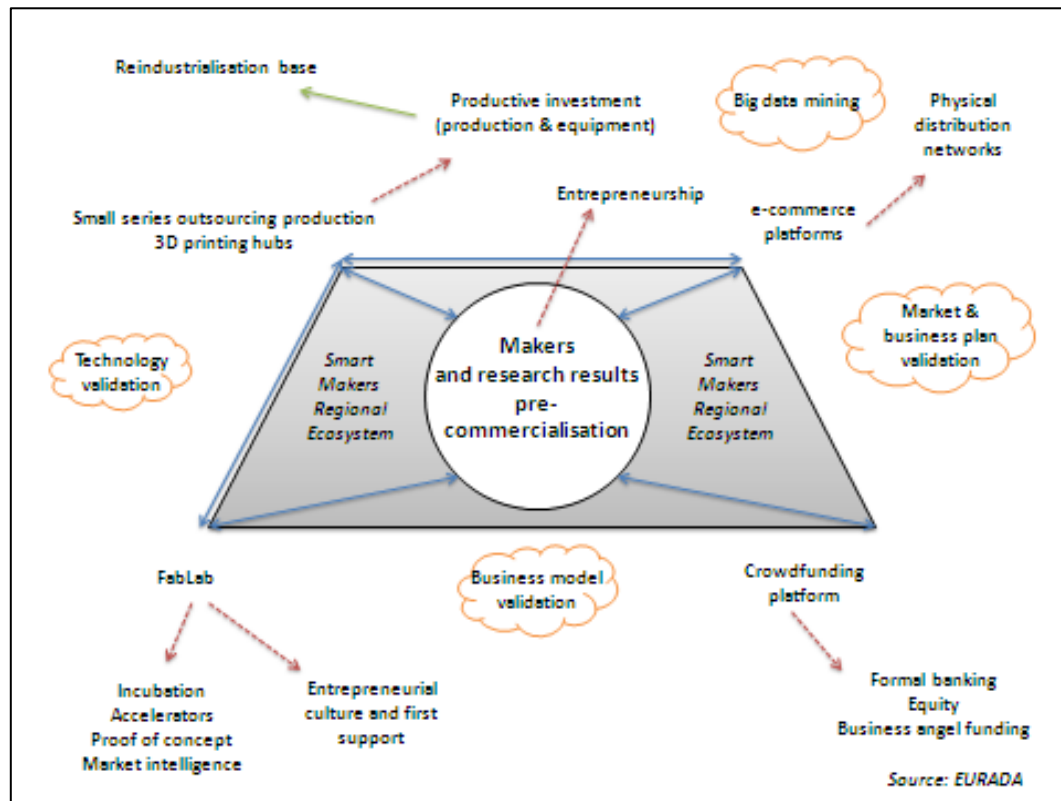 Reindustrialisation base
Productive investment
(production & equipment)
Big data mining
Physical
distribution
networks
Entrepreneurship
Small series outsourcing production
3D printing hubs
e-commerce
platforms
Technology
validation
Smart
Makers
Regional
Ecosystem
Makers
and research results
pre-
commercialisation
Smart
Makers
Regional
Ecosystem
Market &
business plan
validation
FabLab
Business model
validation
Crowdfunding
platform
Incubation
Accelerators
Proof of concept
Market intelligence
Entrepreneurial
culture and first
support
Formal banking
Equity
Business angel funding
Source: EURADA